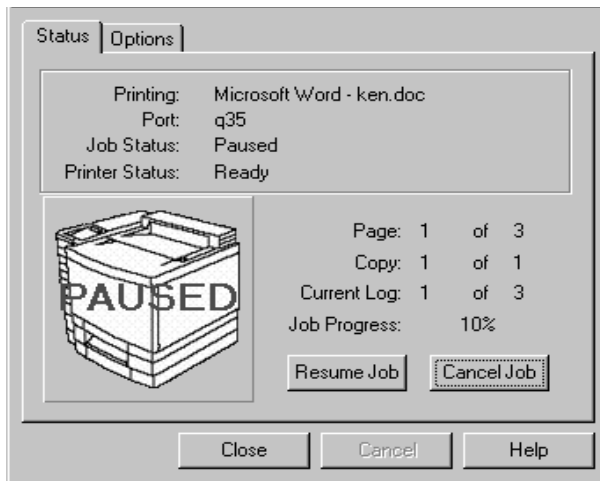 Status Options
Printing: Microsoft Word - ken.doc
Port: q35
Job Status: Paused
Printer Status: Ready
PAUSED
Page: 1 of 3
Copy: 1 of 1
Current Log: 1 of 3
Job Progress: 10%
Resume Job Cancel Job
Close Cancel Help